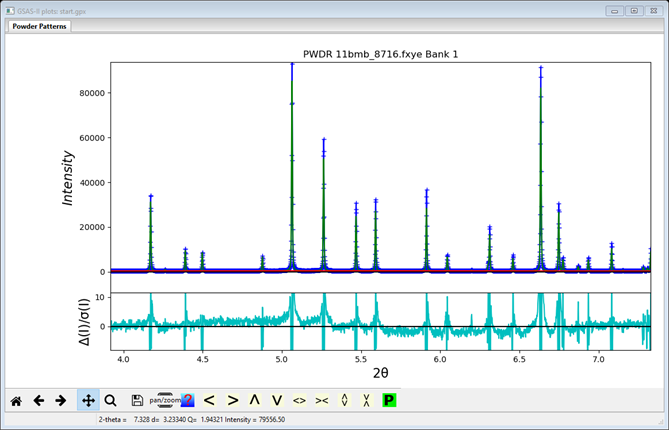 GSAS-II plots: start.gpx
Powder Patterns
PWDR 11bmb_8716.fxye Bank 1
80000
60000
40000
20000
0
Intensity
10
0
Δ(I)/σ(I)
4.0 4.5 5.0 5.5 6.0 6.5 7.0
2θ
pan/zoom ? < > Λ V <> >< P
2-theta = 7.328 d= 3.23340 Q= 1.94321 Intensity = 79556.50